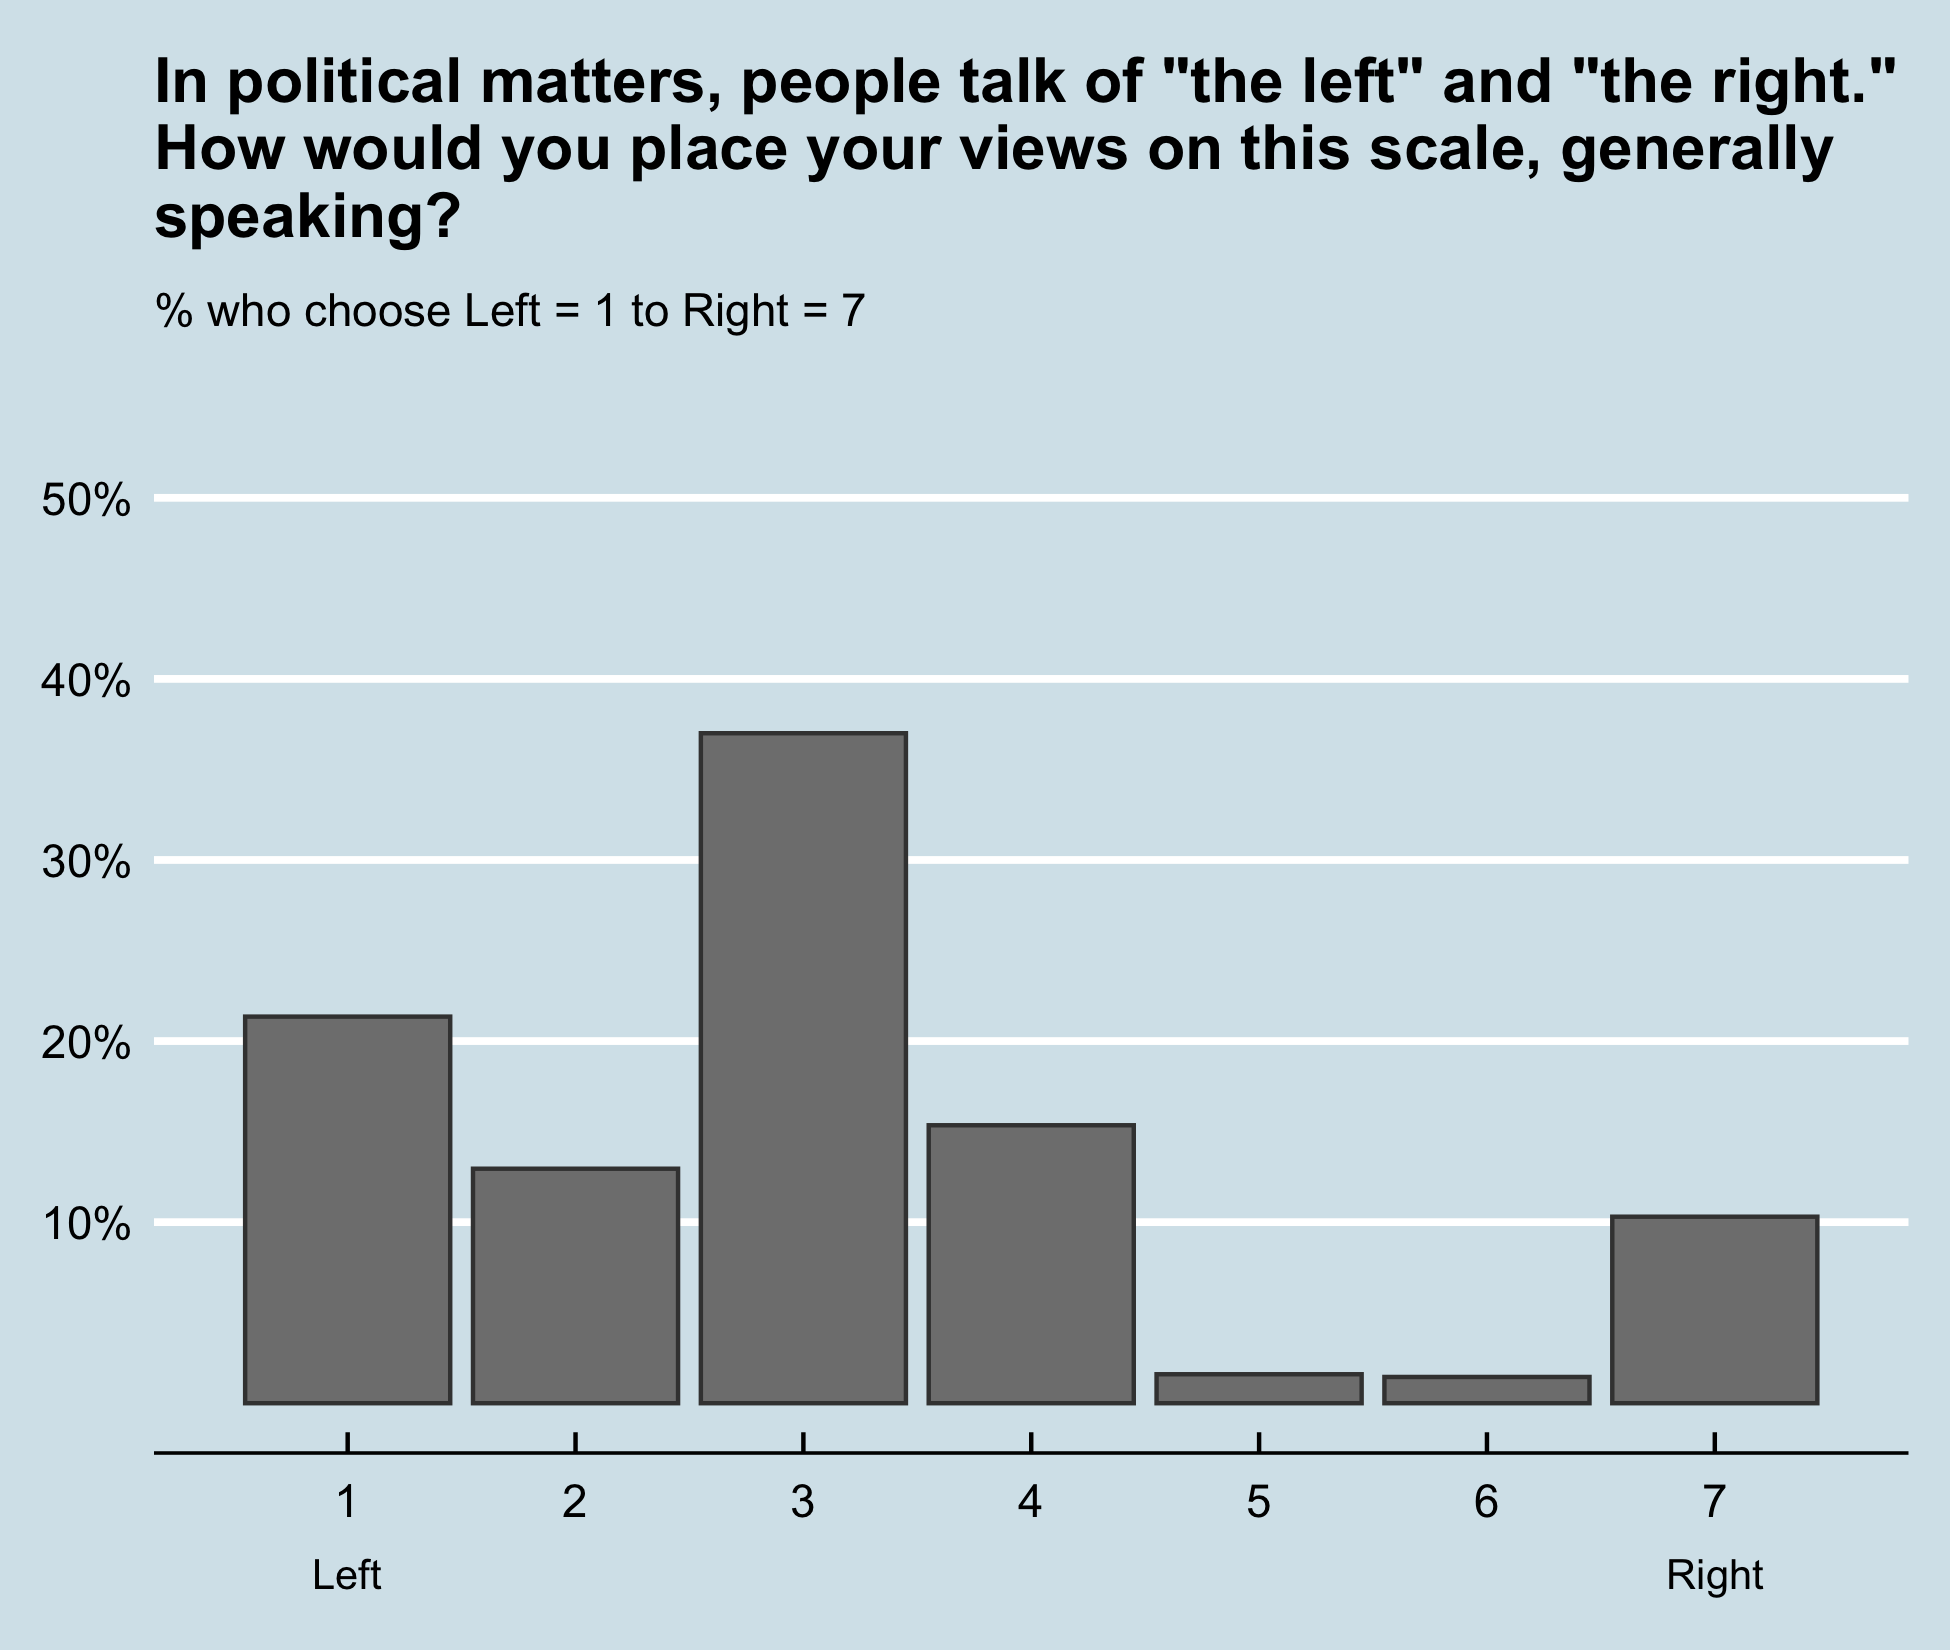 In political matters, people talk of "the left" and "the right."
How would you place your views on this scale, generally
speaking?
% who choose Left = 1 to Right = 7
50%
40%
30%
20%
10%
1 2 3 4 5 6 7
Left Right